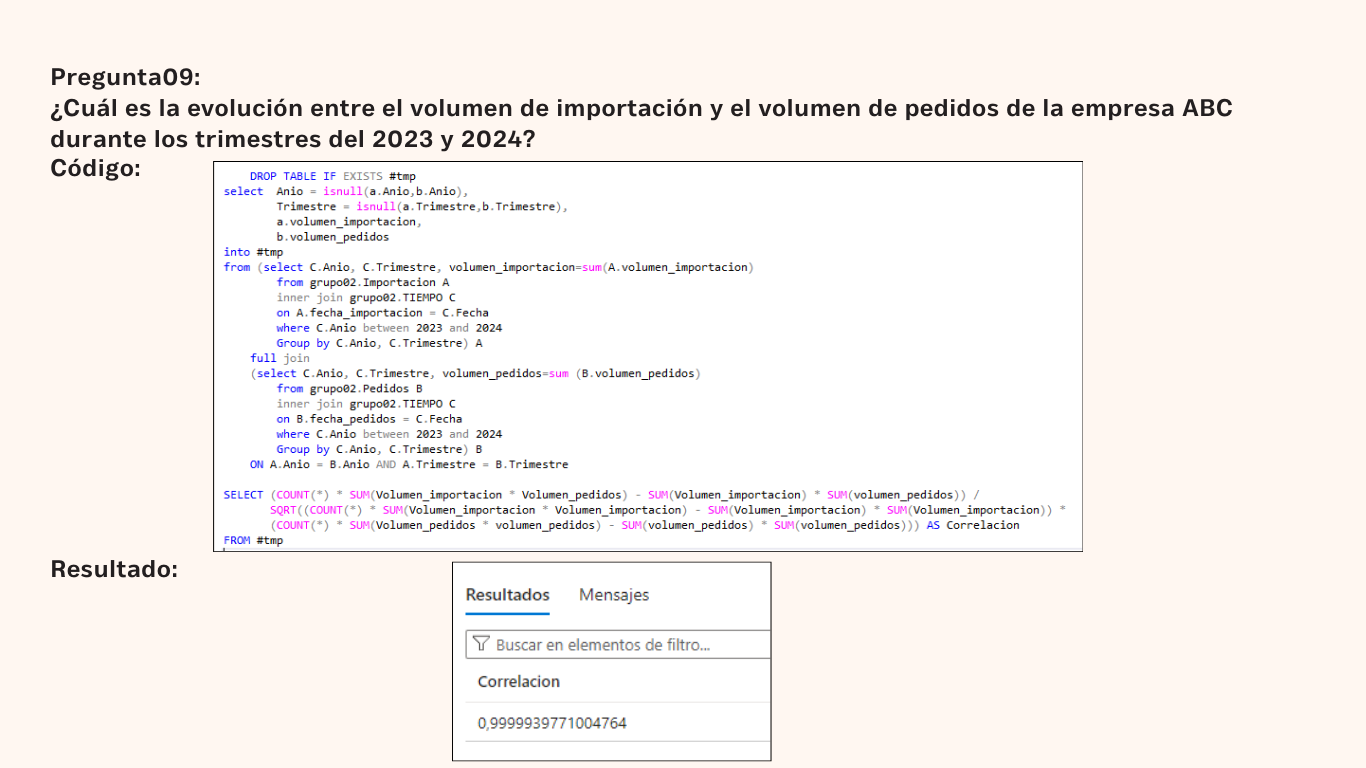 Pregunta09:
¿Cuál es la evolución entre el volumen de importación y el volumen de pedidos de la empresa ABC
durante los trimestres del 2023 y 2024?
Código:
DROP TABLE IF EXISTS #tmp
select  Anio = isnull(a.Anio,b.Anio),
        Trimestre = isnull(a.Trimestre,b.Trimestre),
        a.volumen_importacion,
        b.volumen_pedidos
into #tmp
from (select C.Anio, C.Trimestre, volumen_importacion=sum(A.volumen_importacion)
        from grupo02.Importacion A
        inner join grupo02.TIEMPO C
        on A.fecha_importacion = C.Fecha
        where C.Anio between 2023 and 2024
        Group by C.Anio, C.Trimestre) A
    full join
    (select C.Anio, C.Trimestre, volumen_pedidos=sum (B.volumen_pedidos)
        from grupo02.Pedidos B
        inner join grupo02.TIEMPO C
        on B.fecha_pedidos = C.Fecha
        where C.Anio between 2023 and 2024
        Group by C.Anio, C.Trimestre) B
    ON A.Anio = B.Anio AND A.Trimestre = B.Trimestre
SELECT (COUNT(*) * SUM(Volumen_importacion * Volumen_pedidos) - SUM(Volumen_importacion) * SUM(volumen_pedidos)) /
       SQRT((COUNT(*) * SUM(Volumen_importacion * Volumen_importacion) - SUM(Volumen_importacion) * SUM(Volumen_importacion)) *
       (COUNT(*) * SUM(Volumen_pedidos * volumen_pedidos) - SUM(volumen_pedidos) * SUM(volumen_pedidos))) AS Correlacion
FROM #tmp
Resultado:
Resultados Mensajes
Buscar en elementos de filtro...
Correlacion
0,9999939771004764